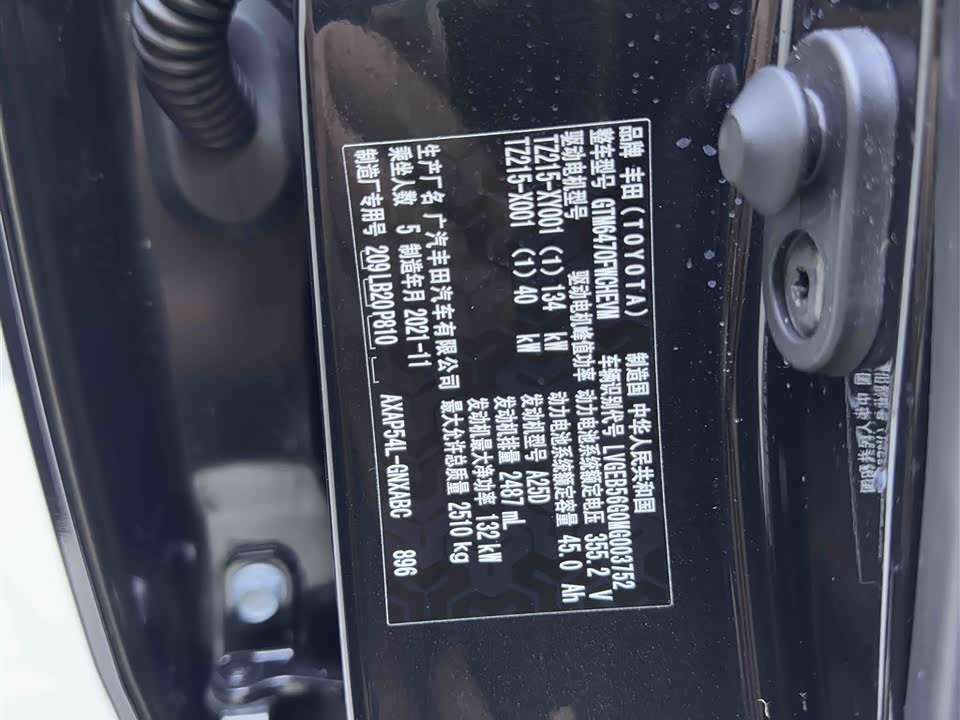 品牌 丰田(TOYOTA) 制造国 中华人民共和国
整车型号 GTM6470FWCHEVM 车辆识别代号 LVGEB56G0MG003752
驱动电机型号 驱动电机峰值功率 动力电池系统额定电压 355.2 V
TZ215-XY001 (1) 134 kW 动力电池系统额定容量 45.0 Ah
TZ215-X001 (1) 40 kW 发动机型号 A25D
发动机排量 2487 mL
发动机最大净功率 132 kW
最大允许总质量 2510 kg
生产厂名 广汽丰田汽车有限公司
乘坐人数 5 制造年月 2021-11
制造厂专用号 2091LB20P810 AXAP54L-GNXABC 896